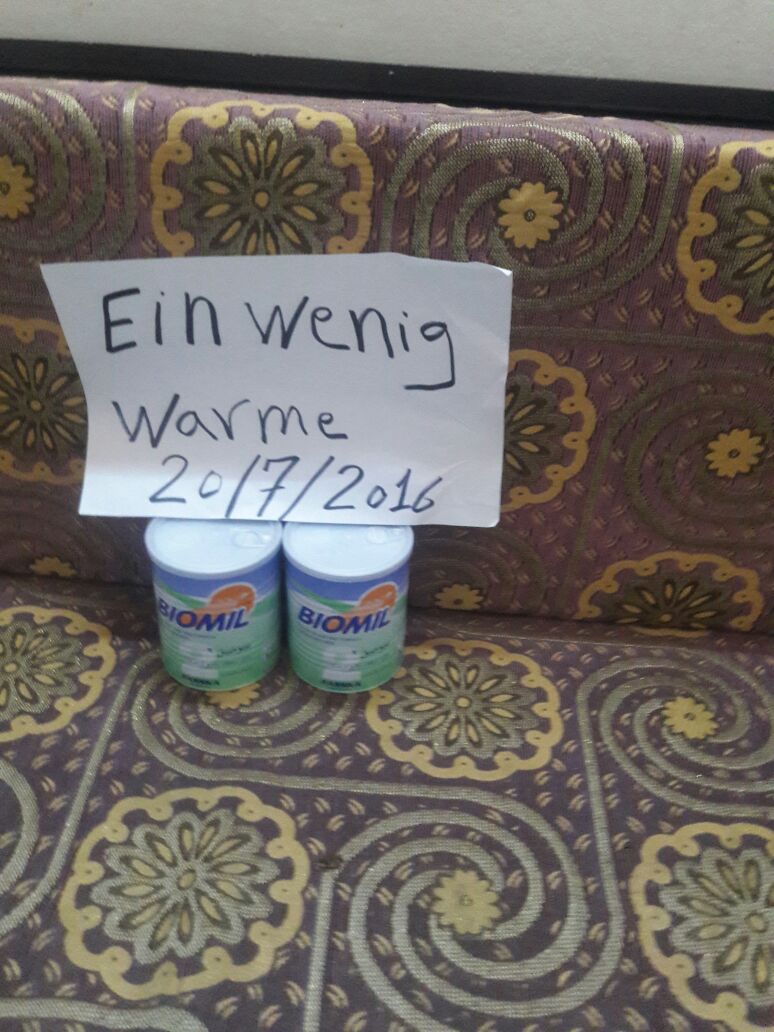 Ein wenig
warme
20/7/2016
BIOMIL
BIOMIL